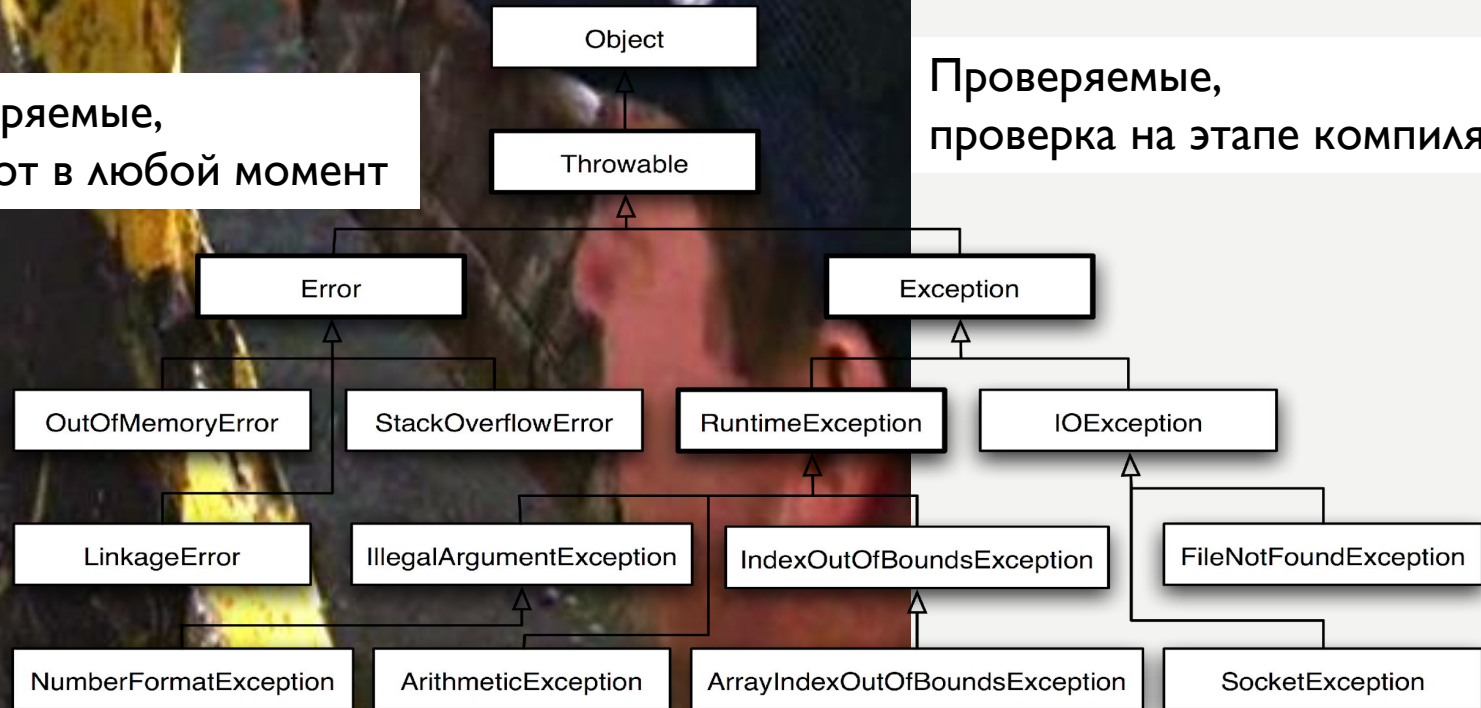 Object
Проверяемые,
ряемые,
проверка на этапе компиля
от в любой момент
Throwable
Error
Exception
OutOfMemoryError
StackOverflowError
RuntimeException
IOException
LinkageError
IllegalArgumentException
IndexOutOfBoundsException
FileNotFoundException
NumberFormatException
ArithmeticException
ArrayIndexOutOfBoundsException
SocketException